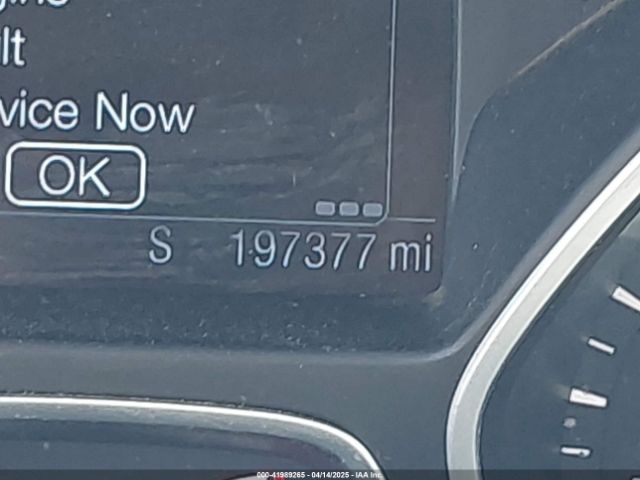 lt
vice Now
OK
S 197377 mi
000-41989265 - 04/14/2025 - IAA Inc